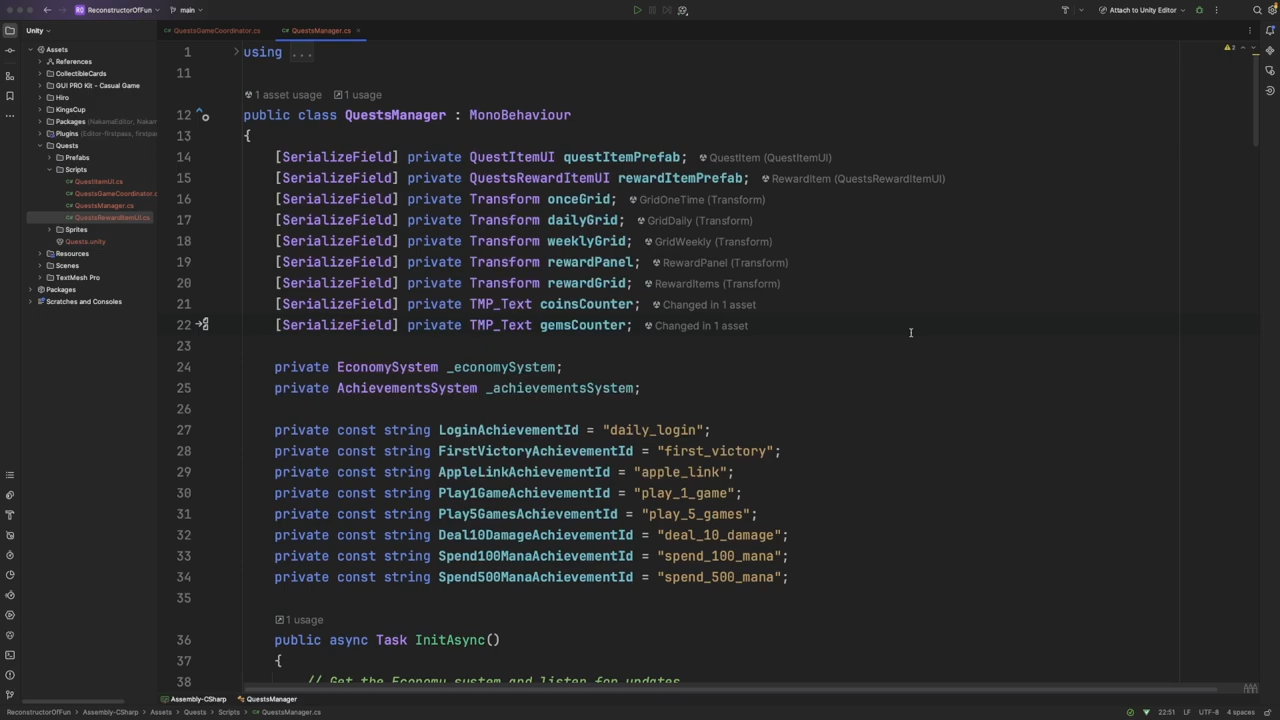 RO ReconstructorOfFun
main
Attach to Unity Editor
Unity
QuestsGameCoordinator.cs
QuestsManager.cs
Assets
References
CollectibleCards
GUI PRO Kit - Casual Game
Hiro
KingsCup
Packages (NakamaEditor, Nakam
Plugins (Editor-firstpass, firstpa
Quests
Prefabs
Scripts
QuestItemUI.cs
QuestsGameCoordinator.c
QuestsManager.cs
QuestsRewardItemUI.cs
Sprites
Quests.unity
Resources
Scenes
TextMesh Pro
Packages
Scratches and Consoles
2
1 using ...
11
1 asset usage 1 usage
12 public class QuestsManager : MonoBehaviour
13 {
14 [SerializeField] private QuestItemUI questItemPrefab; QuestItem (QuestItemUI)
15 [SerializeField] private QuestsRewardItemUI rewardItemPrefab; RewardItem (QuestsRewardItemUI)
16 [SerializeField] private Transform onceGrid; GridOneTime (Transform)
17 [SerializeField] private Transform dailyGrid; GridDaily (Transform)
18 [SerializeField] private Transform weeklyGrid; GridWeekly (Transform)
19 [SerializeField] private Transform rewardPanel; RewardPanel (Transform)
20 [SerializeField] private Transform rewardGrid; RewardItems (Transform)
21 [SerializeField] private TMP_Text coinsCounter; Changed in 1 asset
22 [SerializeField] private TMP_Text gemsCounter; Changed in 1 asset
23
24 private EconomySystem _economySystem;
25 private AchievementsSystem _achievementsSystem;
26
27 private const string LoginAchievementId = "daily_login";
28 private const string FirstVictoryAchievementId = "first_victory";
29 private const string AppleLinkAchievementId = "apple_link";
30 private const string Play1GameAchievementId = "play_1_game";
31 private const string Play5GamesAchievementId = "play_5_games";
32 private const string Deal10DamageAchievementId = "deal_10_damage";
33 private const string Spend100ManaAchievementId = "spend_100_mana";
34 private const string Spend500ManaAchievementId = "spend_500_mana";
35
1 usage
36 public async Task InitAsync()
37 {
38 // Get the Economy system and listen for updates
Assembly-CSharp QuestsManager
ReconstructorOfFun Assembly-CSharp Assets Quests Scripts QuestsManager.cs
22:51 LF UTF-8 4 spaces